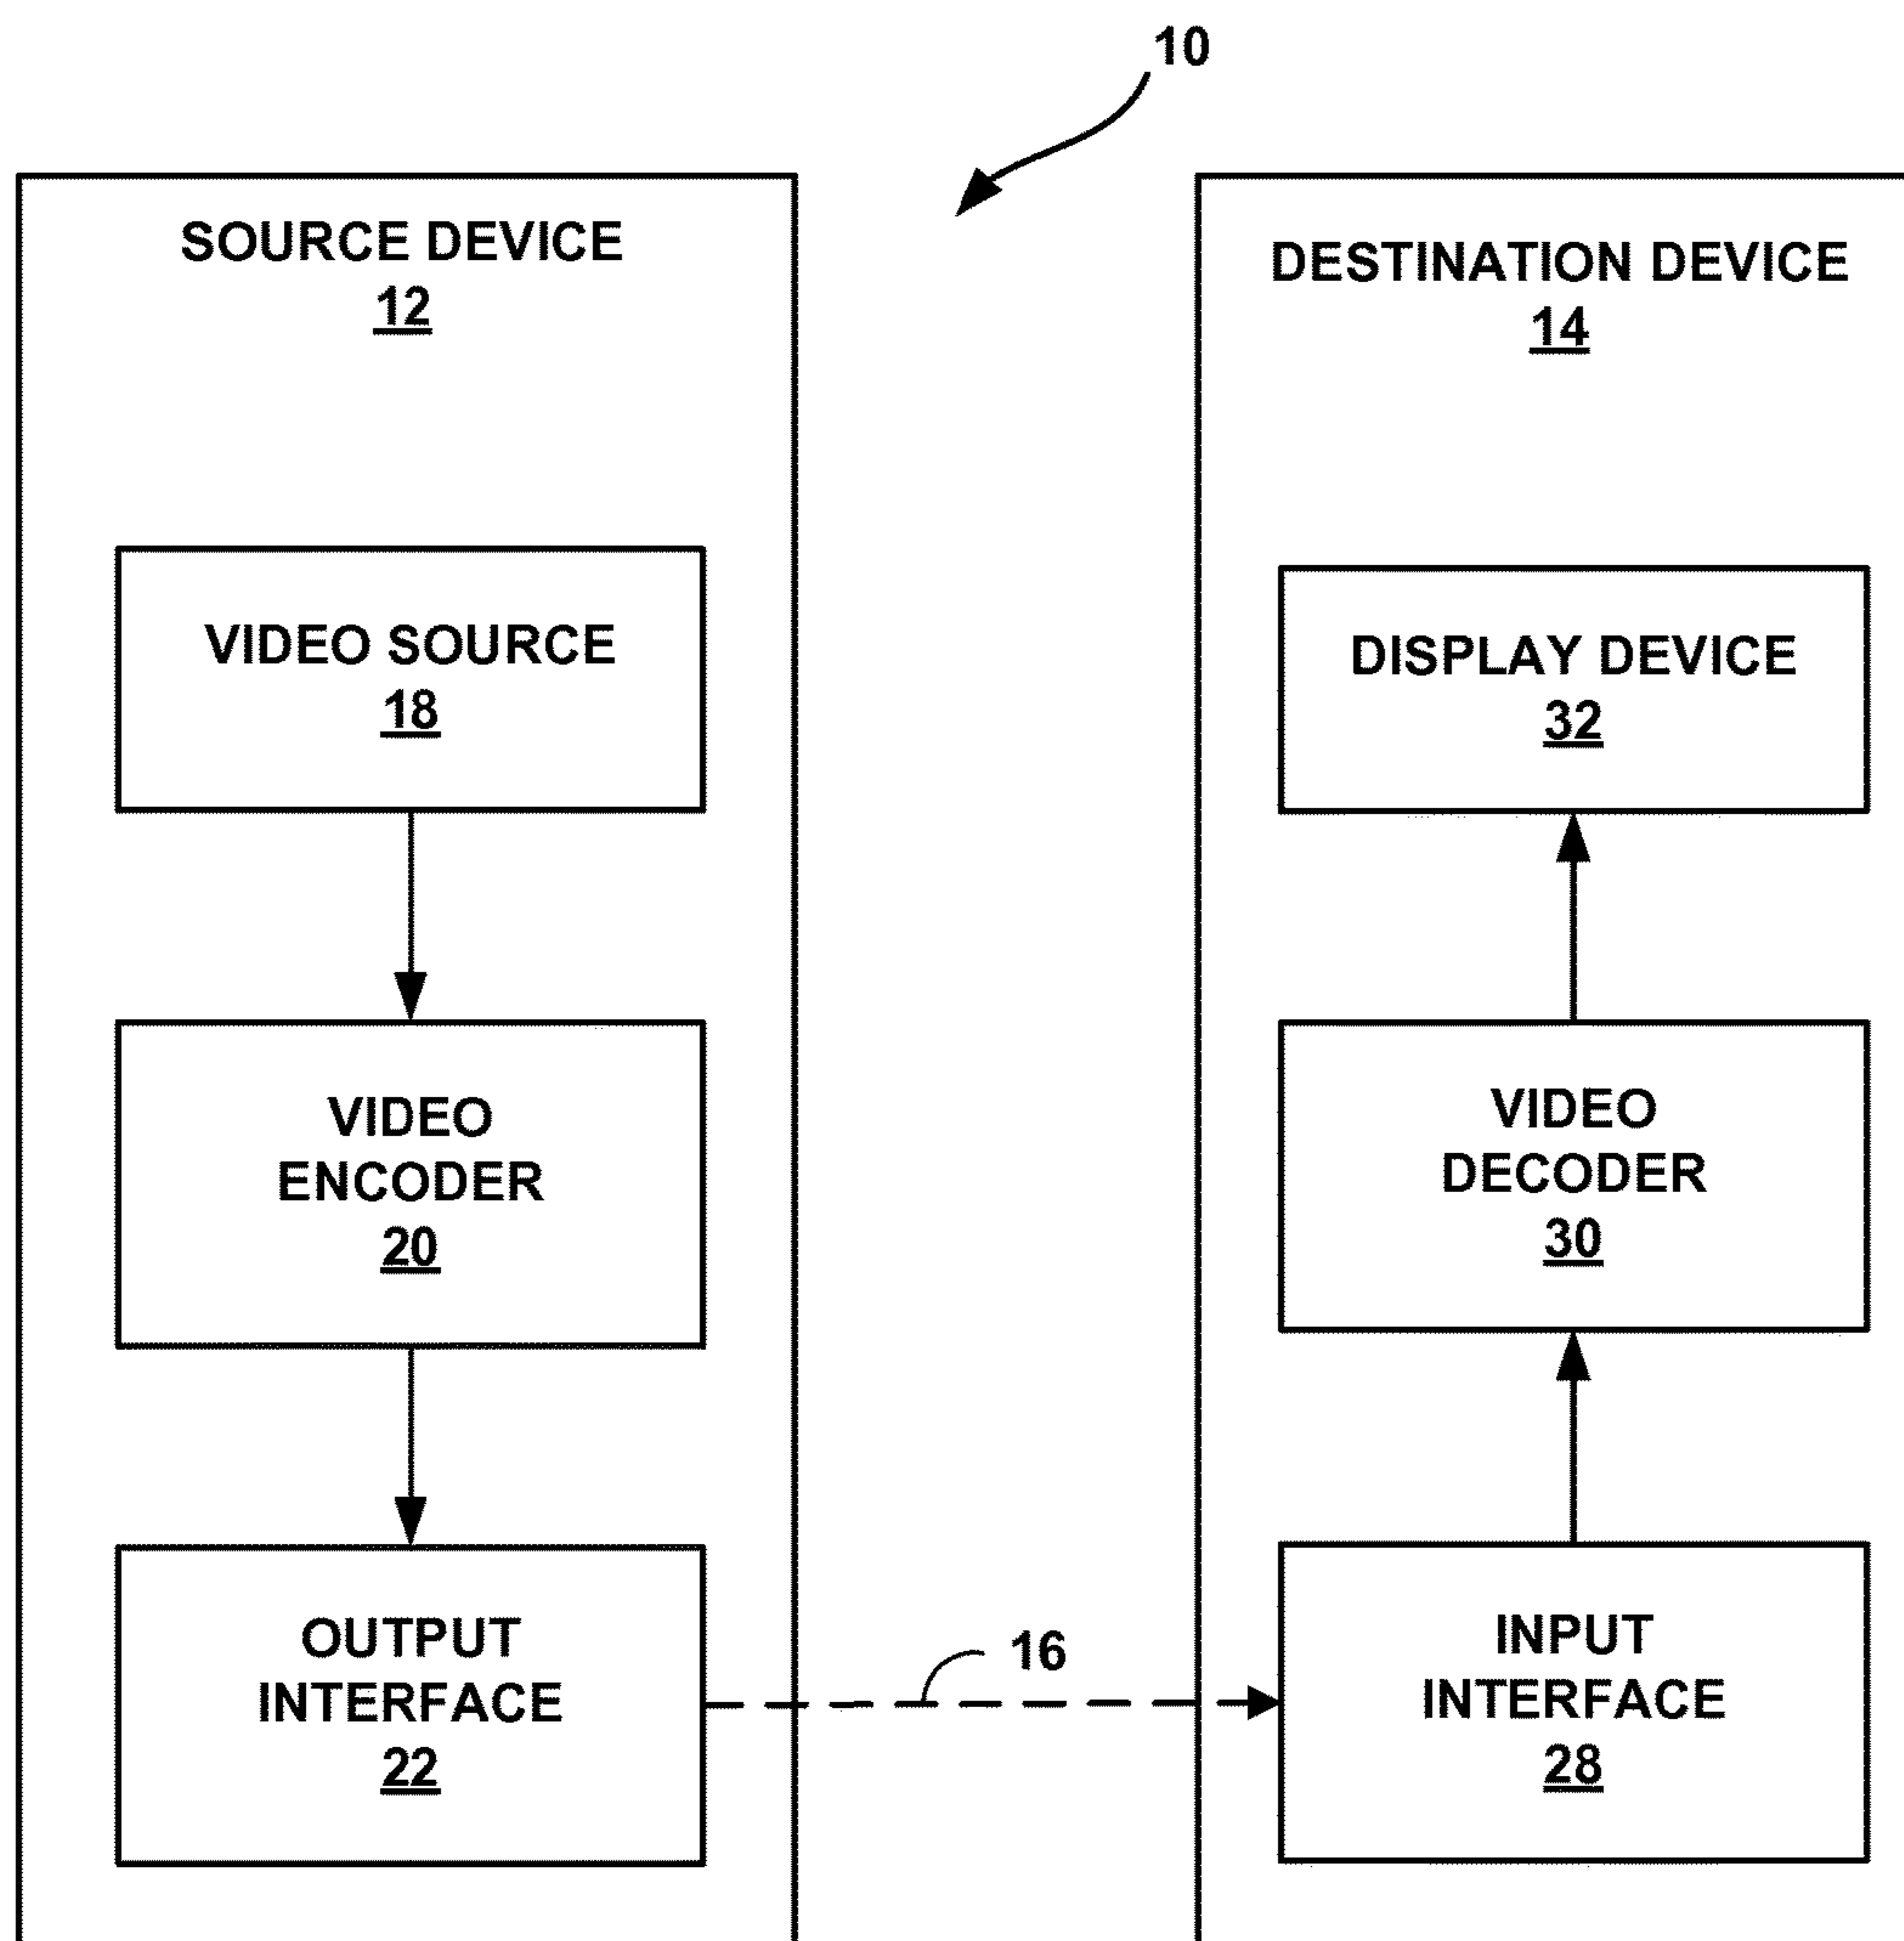 10
SOURCE DEVICE
12
VIDEO SOURCE
18
VIDEO
ENCODER
20
OUTPUT
INTERFACE
22
16
DESTINATION DEVICE
14
DISPLAY DEVICE
32
VIDEO
DECODER
30
INPUT
INTERFACE
28